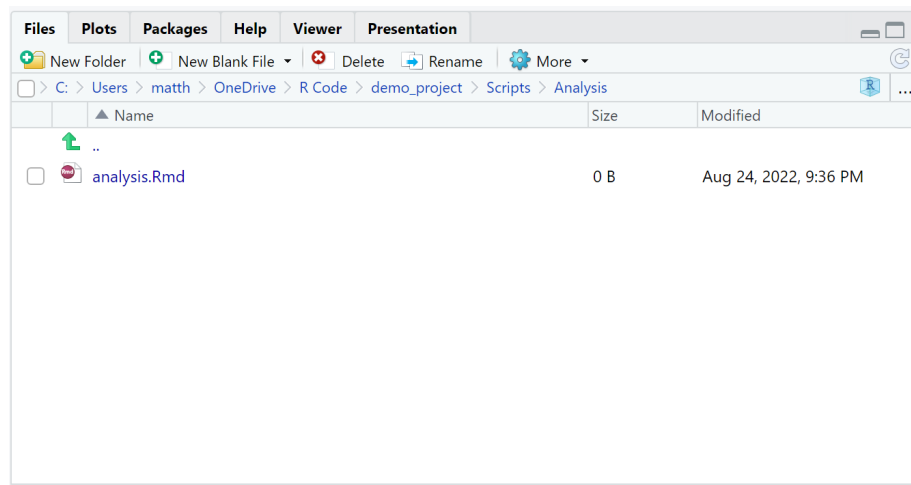 Files Plots Packages Help Viewer Presentation
New Folder New Blank File Delete Rename More
C: > Users > matth > OneDrive > R Code > demo_project > Scripts > Analysis R ...
Name Size Modified
..
Rmd analysis.Rmd 0 B Aug 24, 2022, 9:36 PM